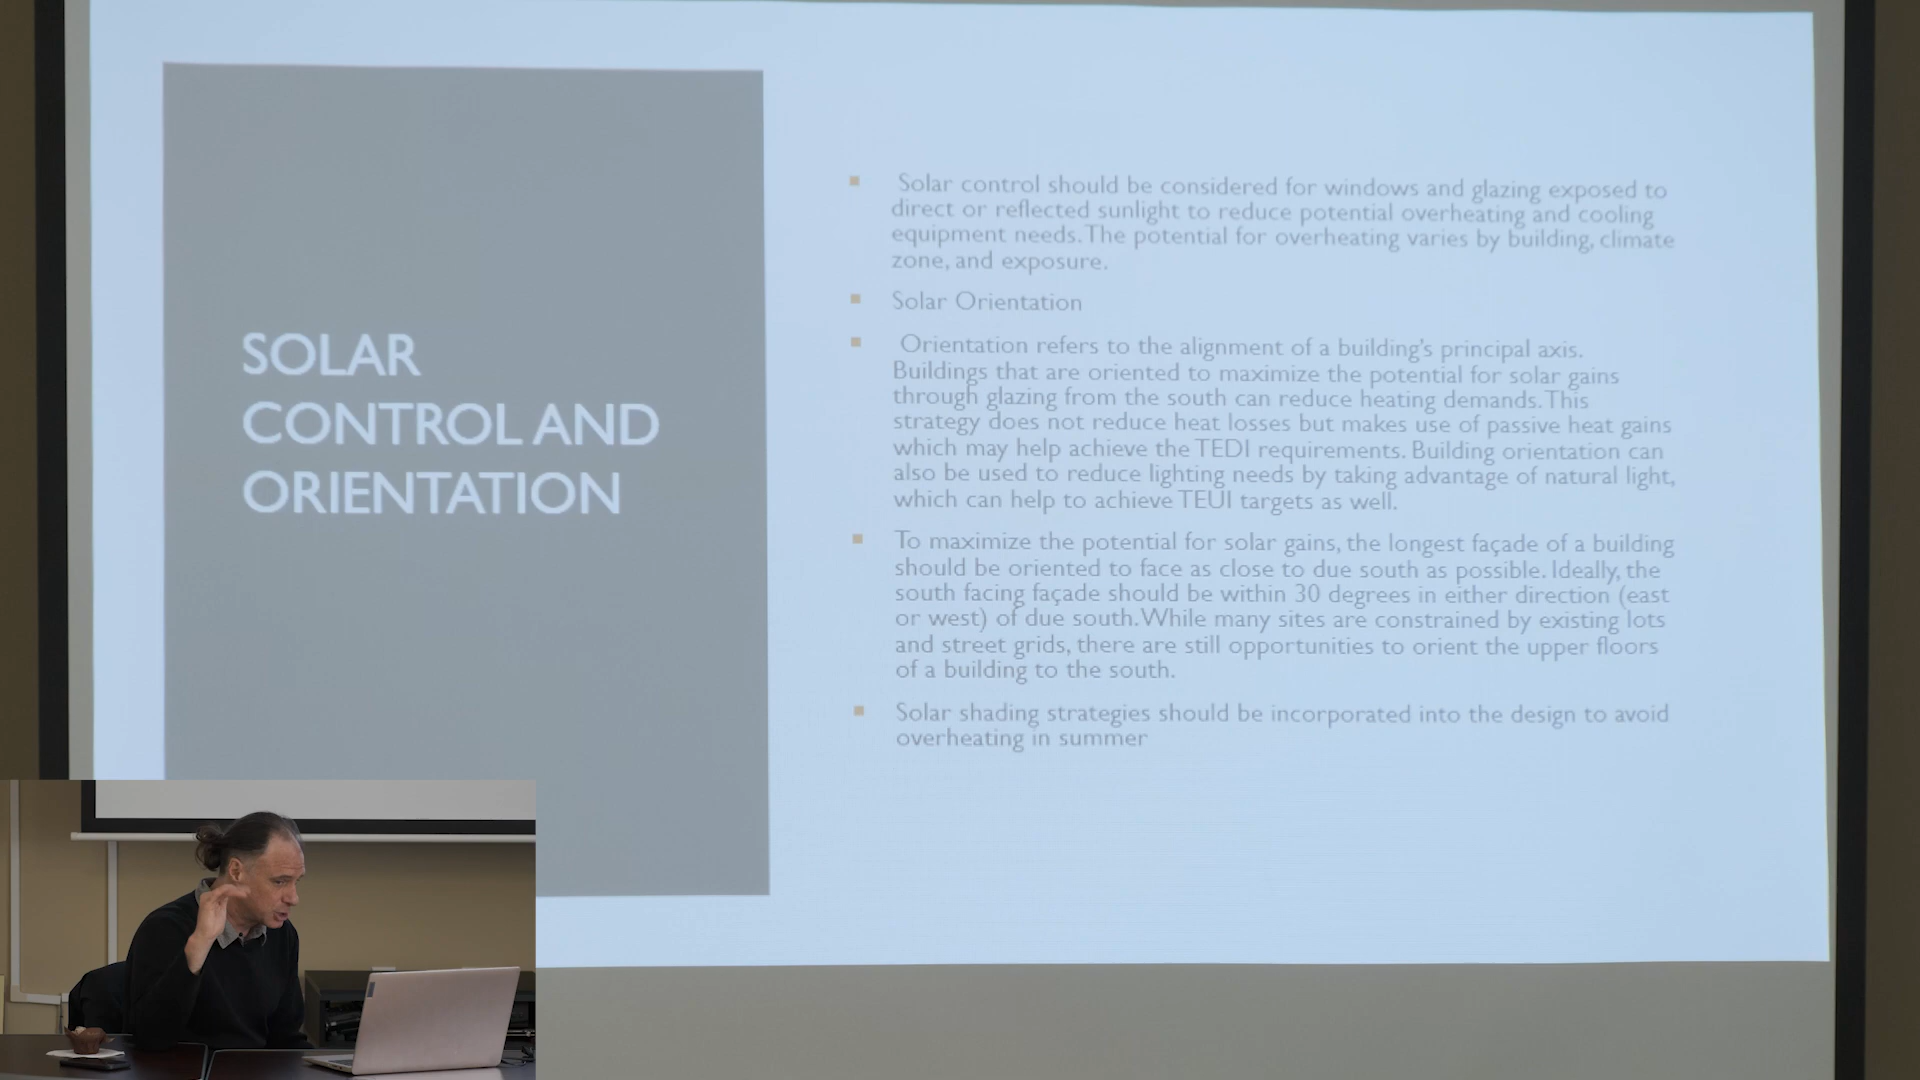 SOLAR
CONTROL AND
ORIENTATION
Solar control should be considered for windows and glazing exposed to
direct or reflected sunlight to reduce potential overheating and cooling
equipment needs. The potential for overheating varies by building, climate
zone, and exposure.
Solar Orientation
Orientation refers to the alignment of a building's principal axis.
Buildings that are oriented to maximize the potential for solar gains
through glazing from the south can reduce heating demands. This
strategy does not reduce heat losses but makes use of passive heat gains
which may help achieve the TEDI requirements. Building orientation can
also be used to reduce lighting needs by taking advantage of natural light,
which can help to achieve TEUI targets as well.
To maximize the potential for solar gains, the longest façade of a building
should be oriented to face as close to due south as possible. Ideally, the
south facing façade should be within 30 degrees in either direction (east
or west) of due south. While many sites are constrained by existing lots
and street grids, there are still opportunities to orient the upper floors
of a building to the south.
Solar shading strategies should be incorporated into the design to avoid
overheating in summer